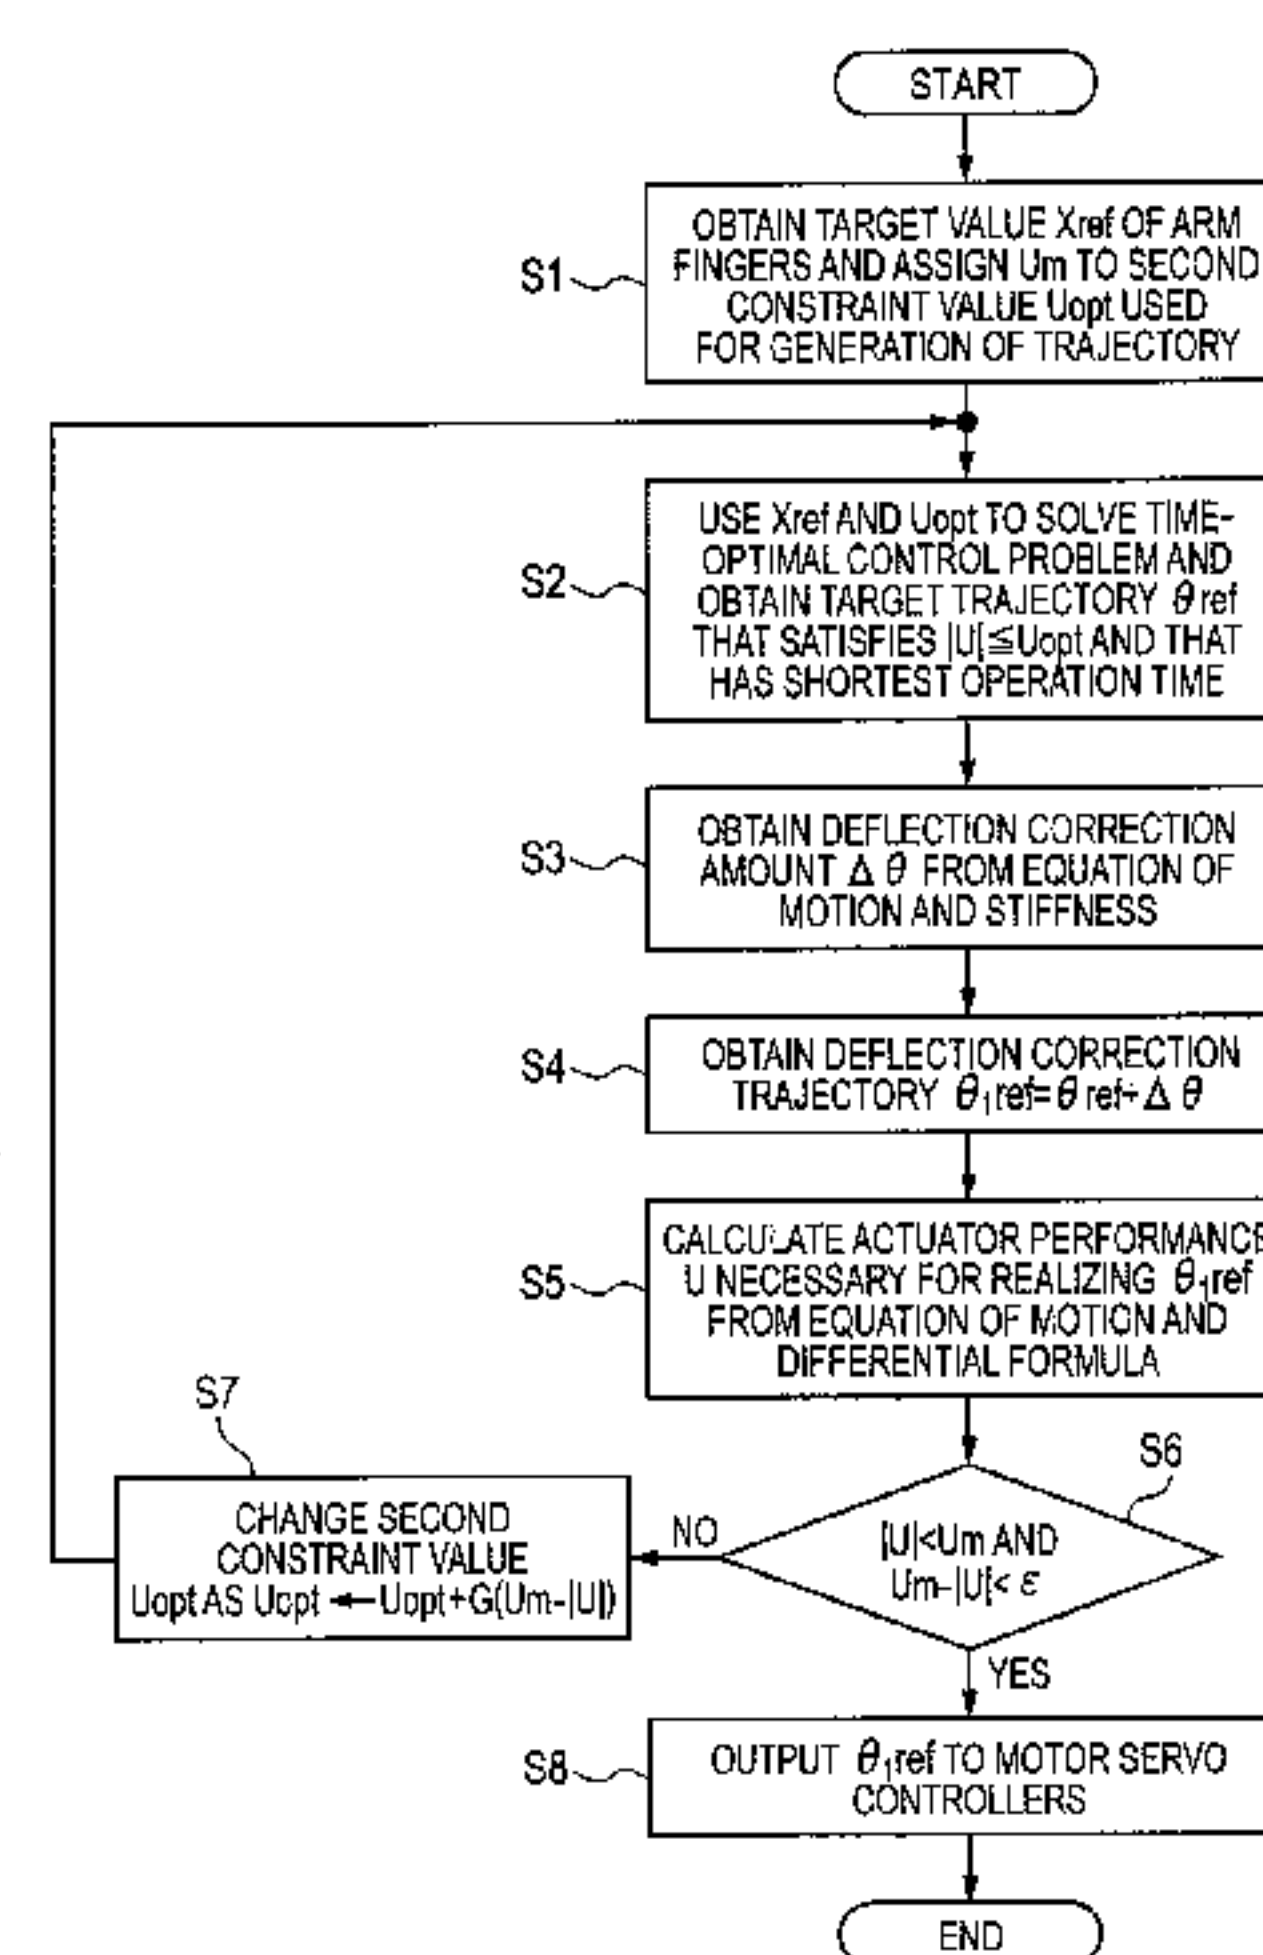 START
S1
OBTAIN TARGET VALUE Xref OF ARM
FINGERS AND ASSIGN Um TO SECOND
CONSTRAINT VALUE Uopt USED
FOR GENERATION OF TRAJECTORY
S2
USE Xref AND Uopt TO SOLVE TIME-
OPTIMAL CONTROL PROBLEM AND
OBTAIN TARGET TRAJECTORY θref
THAT SATISFIES |U|≦Uopt AND THAT
HAS SHORTEST OPERATION TIME
S3
OBTAIN DEFLECTION CORRECTION
AMOUNT Δθ FROM EQUATION OF
MOTION AND STIFFNESS
S4
OBTAIN DEFLECTION CORRECTION
TRAJECTORY θ₁ref=θref+Δθ
S5
CALCULATE ACTUATOR PERFORMANCE
U NECESSARY FOR REALIZING θ₁ref
FROM EQUATION OF MOTION AND
DIFFERENTIAL FORMULA
S6
|U|<Um AND
Um-|U|<ε
NO
S7
CHANGE SECOND
CONSTRAINT VALUE
Uopt AS Uopt ← Uopt+G(Um-|U|)
YES
S8
OUTPUT θ₁ref TO MOTOR SERVO
CONTROLLERS
END